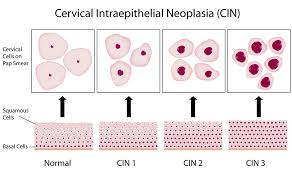 Cervical Intraepithelial Neoplasia (CIN)
Cervical
Cells on
Pap Smear
Squamous
Cells
Basal Cells
Normal
CIN 1
CIN 2
CIN 3